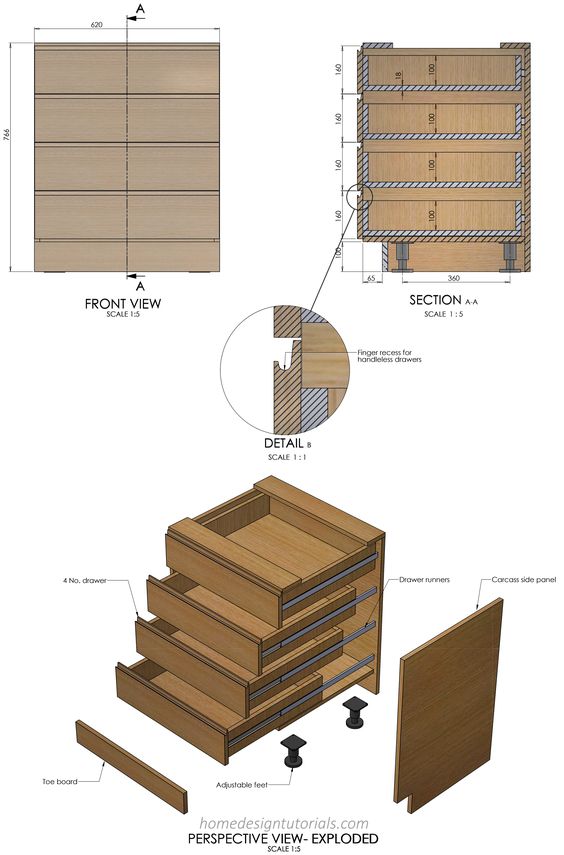 A
620
766
A
FRONT VIEW
SCALE 1:5
160
160
160
160
100
18
100
100
100
100
65
360
SECTION A-A
SCALE 1 : 5
Finger recess for
handleless drawers
DETAIL B
SCALE 1 : 1
4 No. drawer
Drawer runners
Carcass side panel
Toe board
Adjustable feet
homedesigntutorials.com
PERSPECTIVE VIEW- EXPLODED
SCALE 1:5